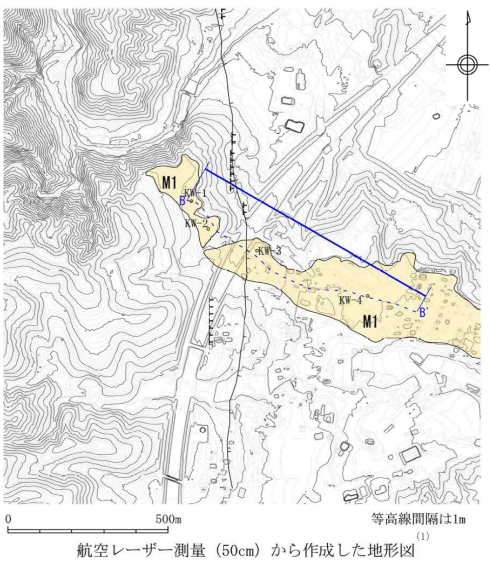 M1
KW-1
B
KW-2
KW-3
KW-4
B'
M1
0 500m 等高線間隔は1m
(1)
航空レーザー測量（50cm）から作成した地形図